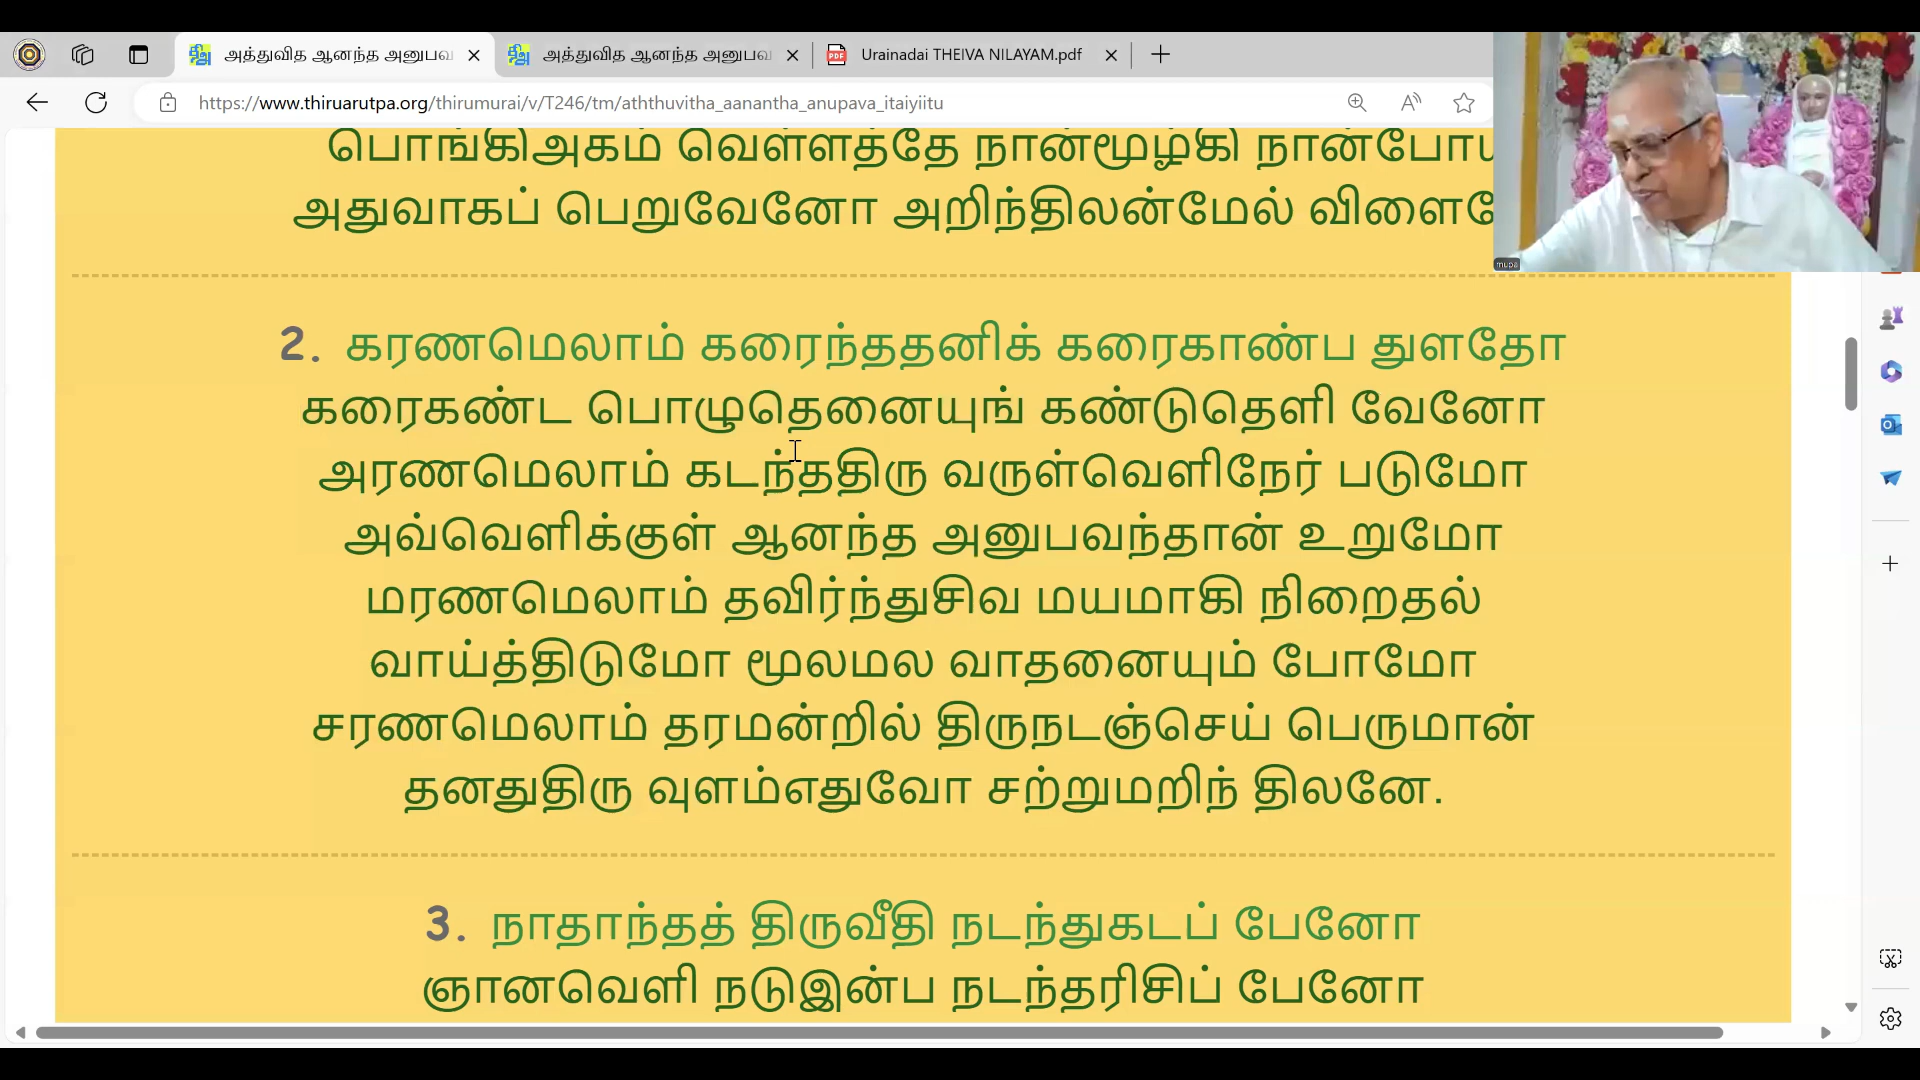 அத்துவித ஆனந்த அனுபவ
அத்துவித ஆனந்த அனுபவ
Urainadai THEIVA NILAYAM.pdf
https://www.thiruarutpa.org/thirumurai/v/T246/tm/aththuvitha_aanantha_anupava_itaiyiitu
பொங்கிஅகம் வெள்ளத்தே நான்மூழ்கி
அதுவாகப் பெறுவேனோ அறிந்திலன்மேல்
mupa
2. கரணமெலாம் கரைந்ததனிக் கரைகாண்ப துளதோ
கரைகண்ட பொழுதெனையுங் கண்டுதெளி வேனோ
அரணமெலாம் கடந்ததிரு வருள்வெளிநேர் படுமோ
அவ்வெளிக்குள் ஆனந்த அனுபவந்தான் உறுமோ
மரணமெலாம் தவிர்ந்துசிவ மயமாகி நிறைதல்
வாய்த்திடுமோ மூலமல வாதனையும் போமோ
சரணமெலாம் தரமன்றில் திருநடஞ்செய் பெருமான்
தனதுதிரு வுளம்எதுவோ சற்றுமறிந் திலனே.
3. நாதாந்தத் திருவீதி நடந்துகடப் பேனோ
ஞானவெளி நடுஇன்ப நடந்தரிசிப் பேனோ